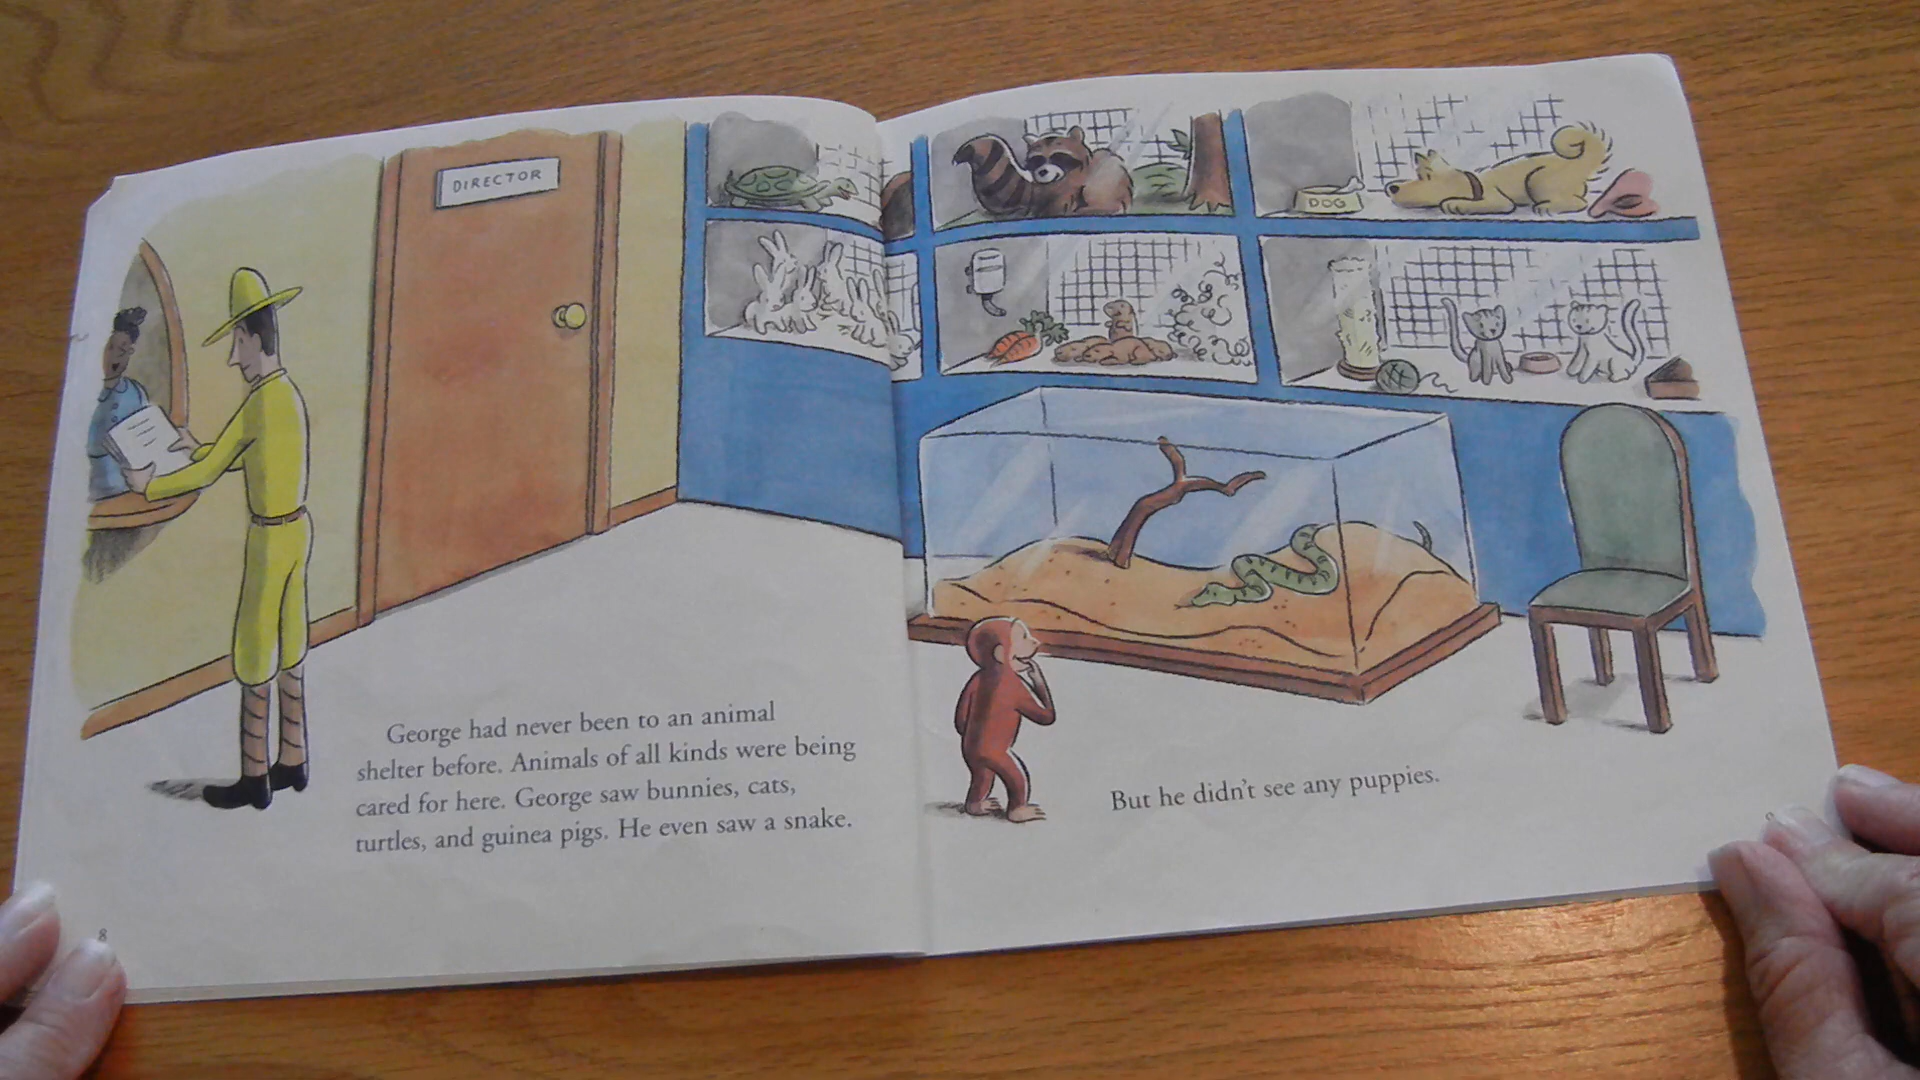 DIRECTOR
DOG
George had never been to an animal
shelter before. Animals of all kinds were being
cared for here. George saw bunnies, cats,
turtles, and guinea pigs. He even saw a snake.
8
But he didn't see any puppies.